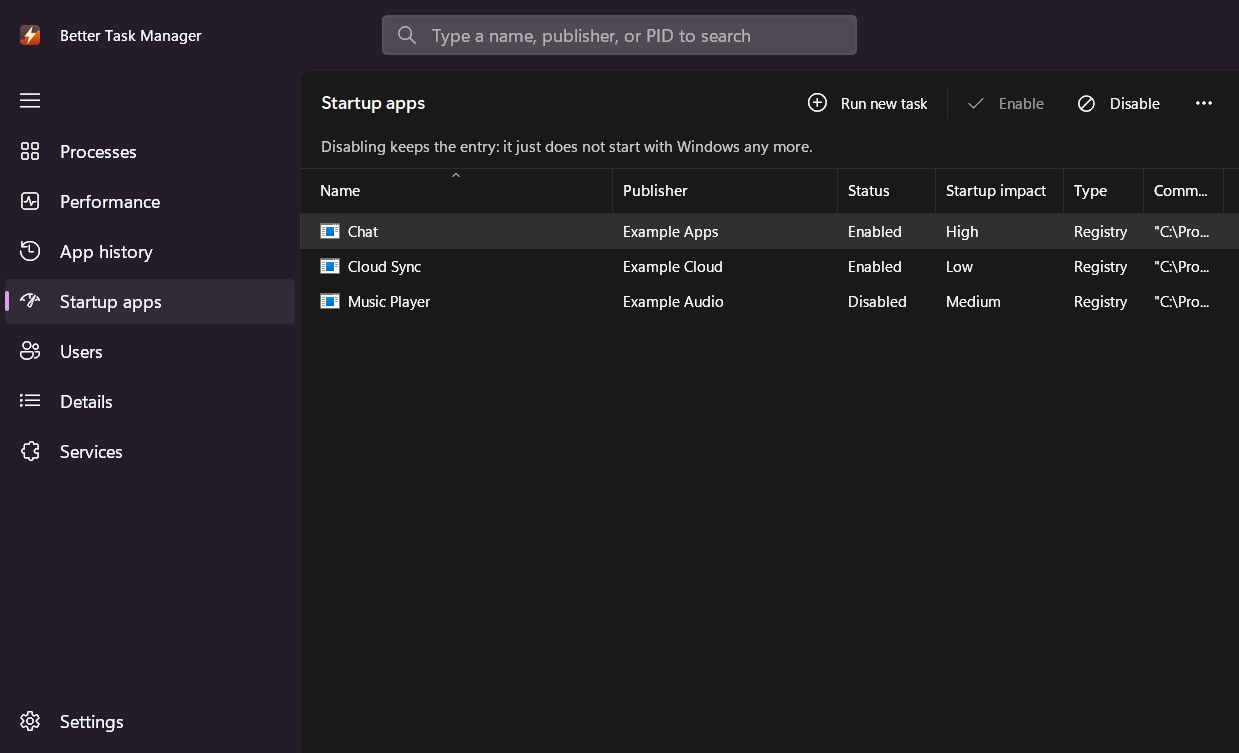 Better Task Manager
Type a name, publisher, or PID to search
Startup apps
Run new task
Enable
Disable
Disabling keeps the entry: it just does not start with Windows any more.
Name Publisher Status Startup impact Type Comm...
Chat Example Apps Enabled High Registry "C:\Pro...
Cloud Sync Example Cloud Enabled Low Registry "C:\Pro...
Music Player Example Audio Disabled Medium Registry "C:\Pro...
Processes
Performance
App history
Startup apps
Users
Details
Services
Settings